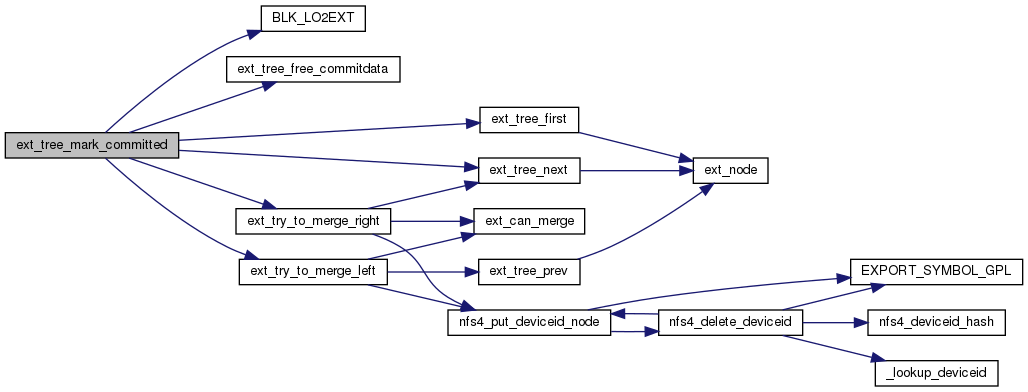 BLK_LO2EXT
ext_tree_free_commitdata
ext_tree_first
ext_tree_mark_committed
ext_tree_next
ext_node
ext_try_to_merge_right
ext_can_merge
ext_try_to_merge_left
ext_tree_prev
EXPORT_SYMBOL_GPL
nfs4_put_deviceid_node
nfs4_delete_deviceid
nfs4_deviceid_hash
_lookup_deviceid